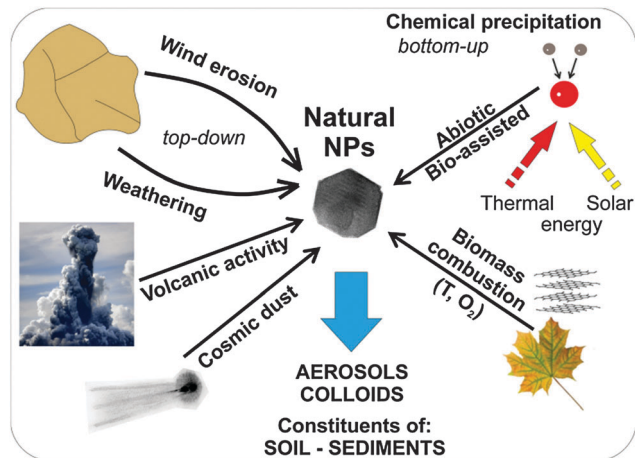 Chemical precipitation
bottom-up
Wind erosion
top-down
Weathering
Natural
NPs
Abiotic
Bio-assisted
Thermal
Solar
energy
Volcanic activity
Cosmic dust
Biomass
combustion
(T, O₂)
AEROSOLS
COLLOIDS
Constituents of:
SOIL - SEDIMENTS